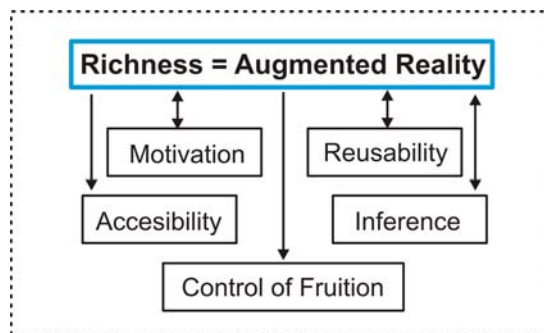 Richness = Augmented Reality
Motivation
Reusability
Accesibility
Inference
Control of Fruition